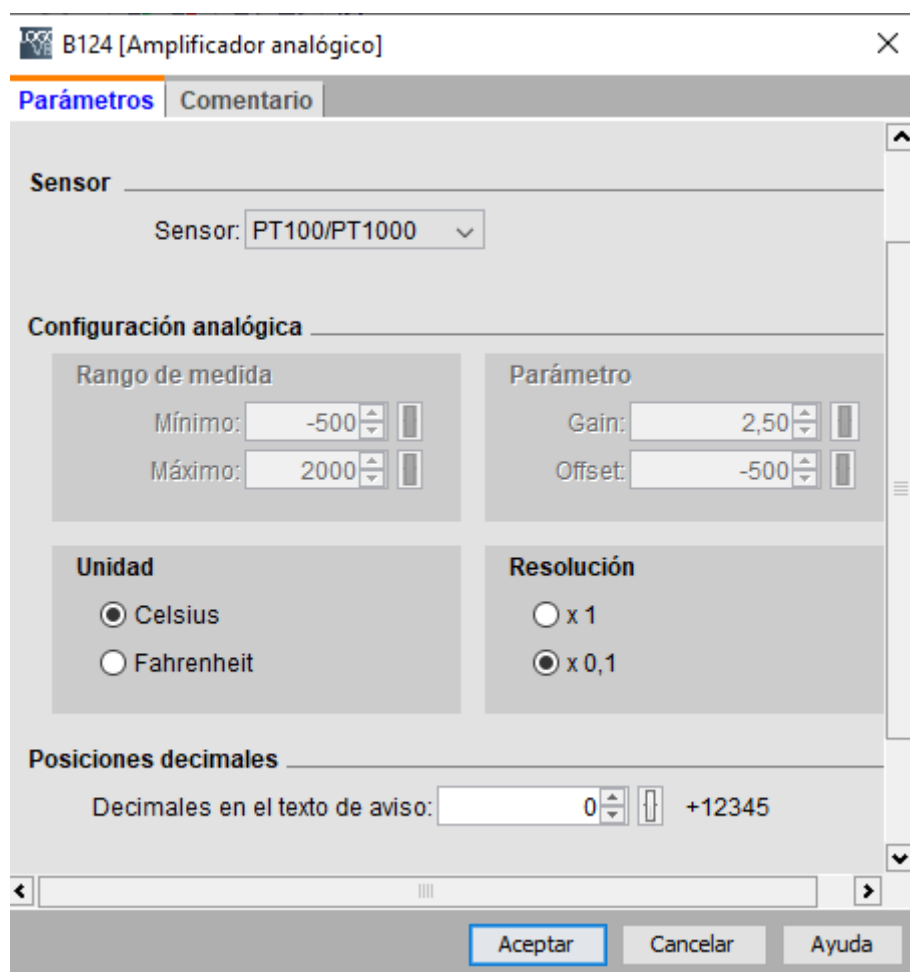 B124 [Amplificador analógico]
Parámetros Comentario
Sensor
Sensor: PT100/PT1000
Configuración analógica
Rango de medida Parámetro
Mínimo: -500 Gain: 2,50
Máximo: 2000 Offset: -500
Unidad Resolución
Celsius x 1
Fahrenheit x 0,1
Posiciones decimales
Decimales en el texto de aviso: 0 +12345
Aceptar Cancelar Ayuda